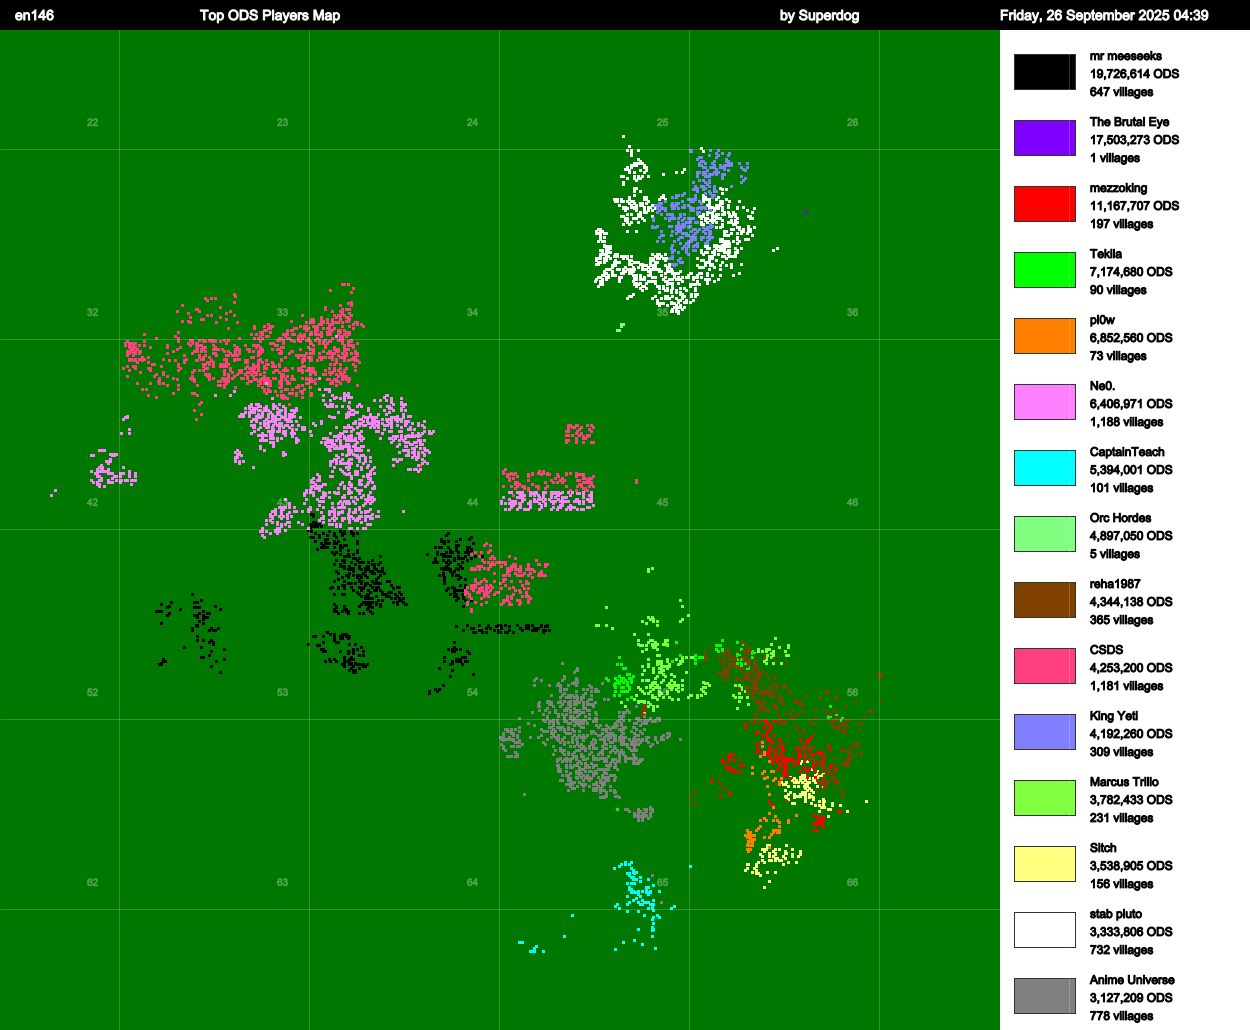 en146 Top ODS Players Map by Superdog Friday, 26 September 2025 04:39
mr meeseeks
19,726,614 ODS
647 villages
The Brutal Eye
17,503,273 ODS
1 villages
mezzoking
11,167,707 ODS
197 villages
Tekila
7,174,680 ODS
90 villages
pl0w
6,852,560 ODS
73 villages
Ne0.
6,406,971 ODS
1,188 villages
CaptainTeach
5,394,001 ODS
101 villages
Orc Hordes
4,897,050 ODS
5 villages
reha1987
4,344,138 ODS
365 villages
CSDS
4,253,200 ODS
1,181 villages
King Yeti
4,192,260 ODS
309 villages
Marcus Trillo
3,782,433 ODS
231 villages
Sitch
3,538,905 ODS
156 villages
stab pluto
3,333,806 ODS
732 villages
Anime Universe
3,127,209 ODS
778 villages
22 23 24 25 26
32 33 34 35 36
42 43 44 45 46
52 53 54 55 56
62 63 64 65 66